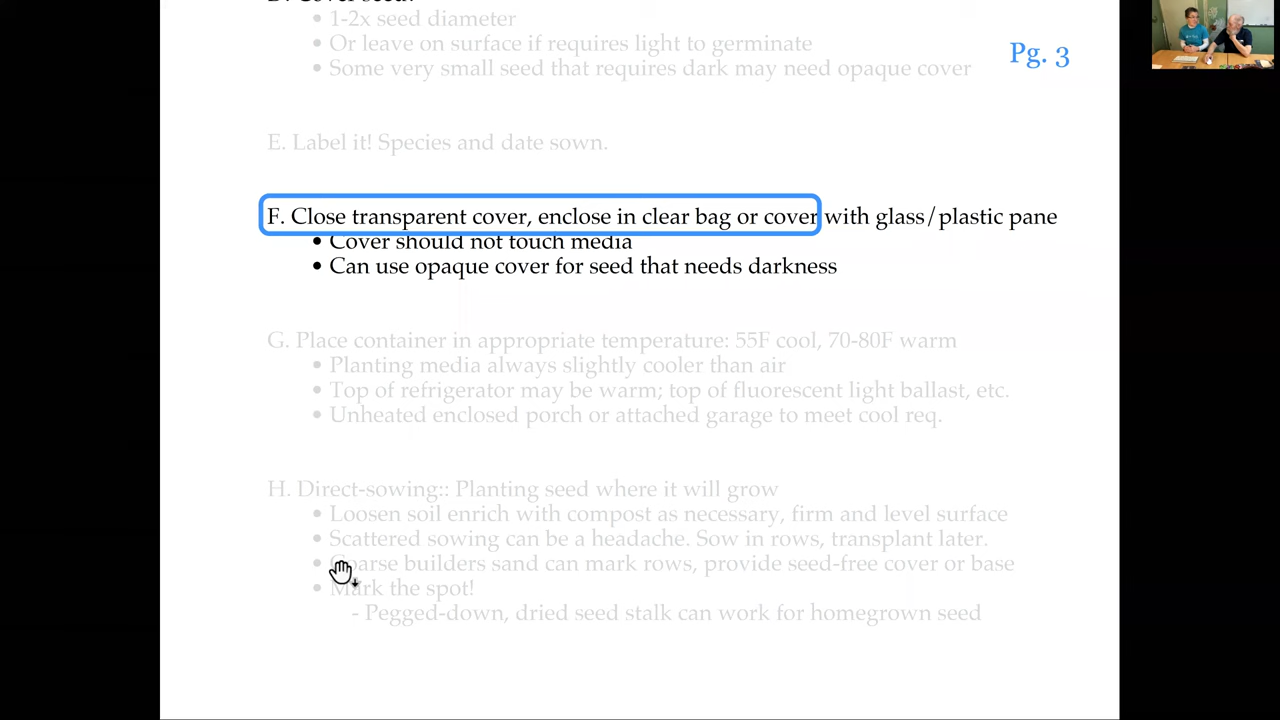 D. Cover seed?
• 1-2x seed diameter
• Or leave on surface if requires light to germinate
• Some very small seed that requires dark may need opaque cover
Pg. 3
E. Label it! Species and date sown.
F. Close transparent cover, enclose in clear bag or cover with glass/plastic pane
• Cover should not touch media
• Can use opaque cover for seed that needs darkness
G. Place container in appropriate temperature: 55F cool, 70-80F warm
• Planting media always slightly cooler than air
• Top of refrigerator may be warm; top of fluorescent light ballast, etc.
• Unheated enclosed porch or attached garage to meet cool req.
H. Direct-sowing:: Planting seed where it will grow
• Loosen soil enrich with compost as necessary, firm and level surface
• Scattered sowing can be a headache. Sow in rows, transplant later.
• Coarse builders sand can mark rows, provide seed-free cover or base
• Mark the spot!
- Pegged-down, dried seed stalk can work for homegrown seed